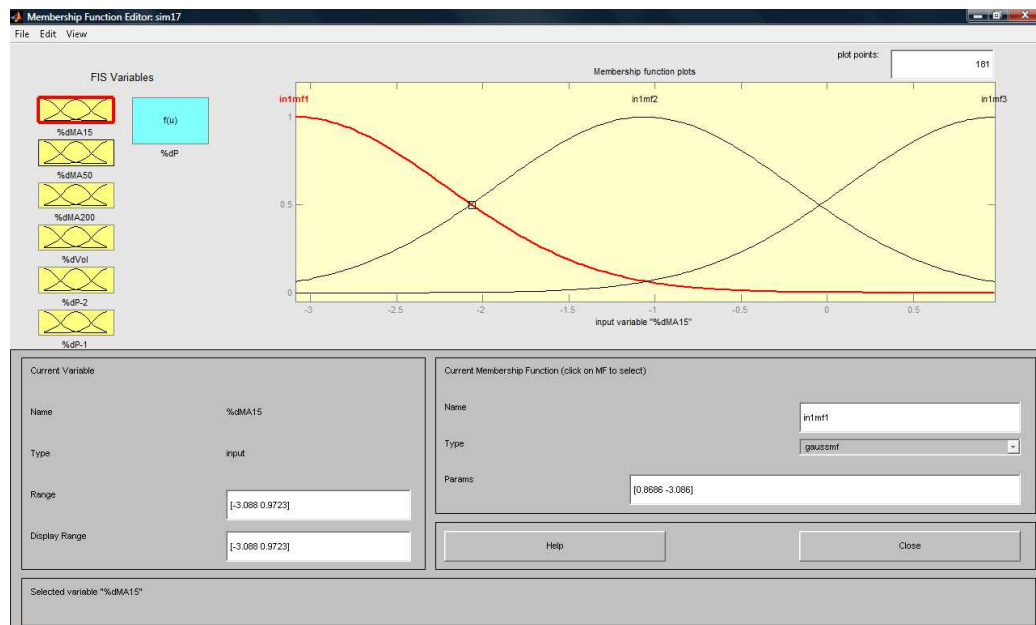 Membership Function Editor: sim17
File Edit View
plot points:
181
FIS Variables
%dMA15
%dMA50
%dMA200
%dVol
%dP-2
%dP-1
f(u)
%dP
Membership function plots
in1mf1 in1mf2 in1mf3
1
0.5
0
-3 -2.5 -2 -1.5 -1 -0.5 0 0.5
input variable "%dMA15"
Current Variable
Name %dMA15
Type input
Range [-3.088 0.9723]
Display Range [-3.088 0.9723]
Current Membership Function (click on MF to select)
Name in1mf1
Type gaussmf
Params [0.8686 -3.086]
Help Close
Selected variable "%dMA15"